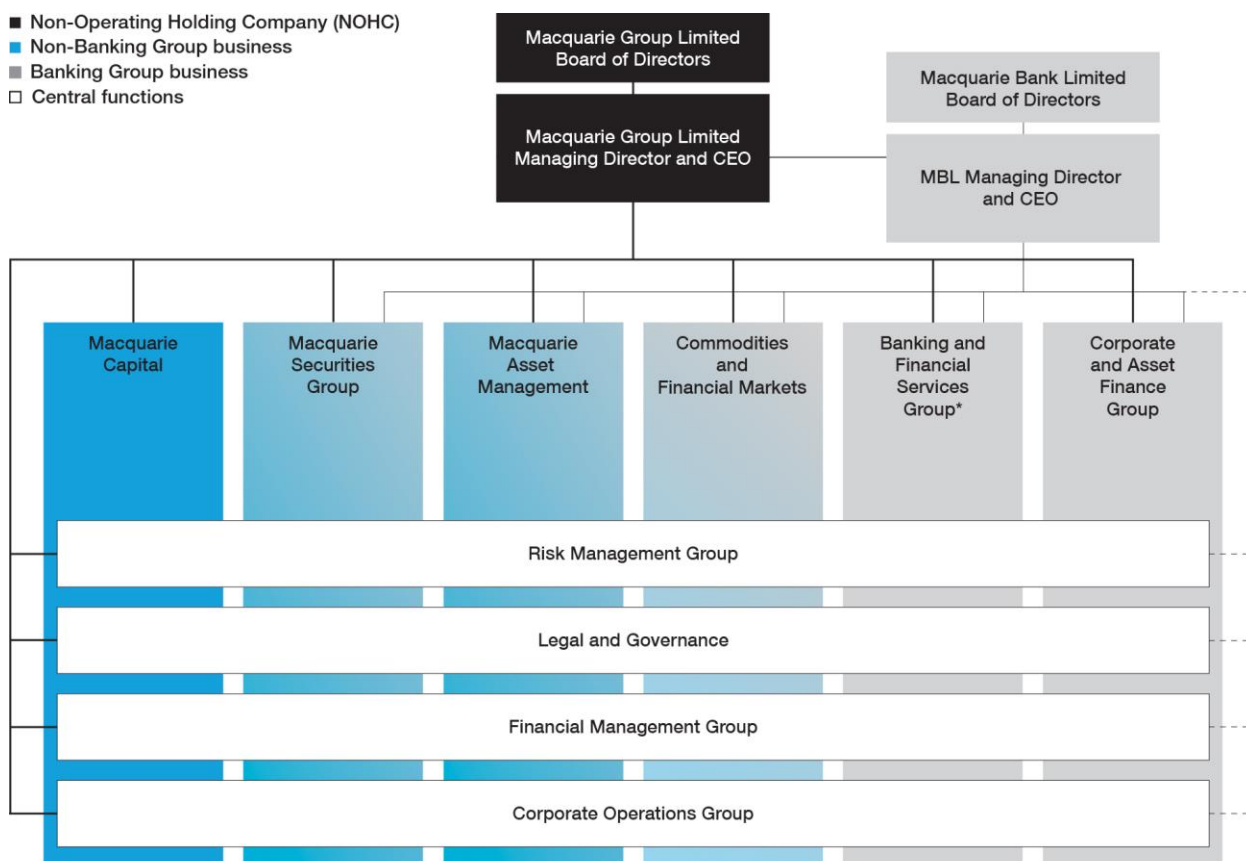 Non-Operating Holding Company (NOHC)
Non-Banking Group business
Banking Group business
Central functions
Macquarie Group Limited
Board of Directors
Macquarie Bank Limited
Board of Directors
Macquarie Group Limited
Managing Director and CEO
MBL Managing Director
and CEO
Macquarie
Capital
Macquarie
Securities
Group
Macquarie
Asset
Management
Commodities
and
Financial Markets
Banking and
Financial
Services
Group*
Corporate
and Asset
Finance
Group
Risk Management Group
Legal and Governance
Financial Management Group
Corporate Operations Group